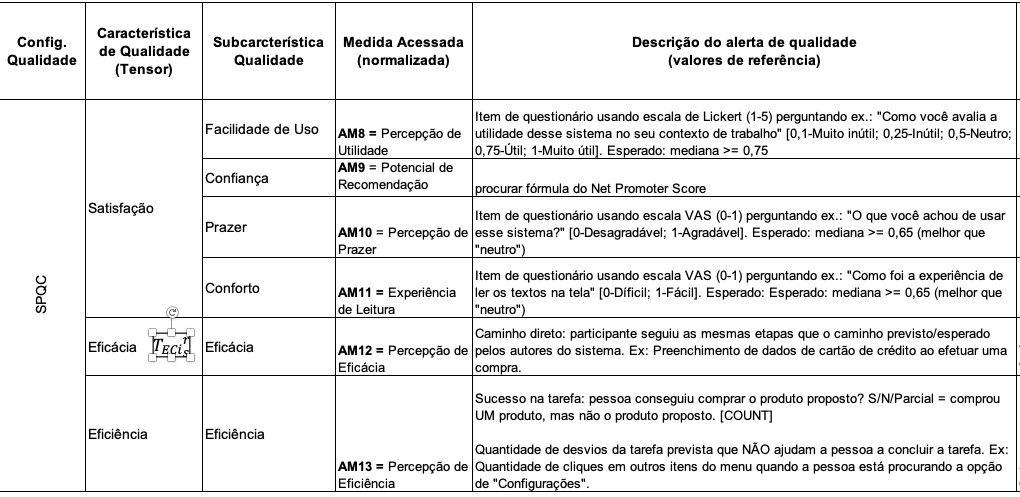 Config.
Qualidade
Característica
de Qualidade
(Tensor)
Subcarcterística
Qualidade
Medida Acessada
(normalizada)
Descrição do alerta de qualidade
(valores de referência)
SPQC
Satisfação
Facilidade de Uso
AM8 = Percepção de
Utilidade
Item de questionário usando escala de Lickert (1-5) perguntando ex.: "Como você avalia a
utilidade desse sistema no seu contexto de trabalho" [0,1-Muito inútil; 0,25-Inútil; 0,5-Neutro;
0,75-Útil; 1-Muito útil]. Esperado: mediana >= 0,75
Confiança
AM9 = Potencial de
Recomendação
procurar fórmula do Net Promoter Score
Prazer
AM10 = Percepção de
Prazer
Item de questionário usando escala VAS (0-1) perguntando ex.: "O que você achou de usar
esse sistema?" [0-Desagradável; 1-Agradável]. Esperado: mediana >= 0,65 (melhor que
"neutro")
Conforto
AM11 = Experiência
de Leitura
Item de questionário usando escala VAS (0-1) perguntando ex.: "Como foi a experiência de
ler os textos na tela" [0-Díficil; 1-Fácil]. Esperado: Esperado: mediana >= 0,65 (melhor que
"neutro")
Eficácia
Eficácia
AM12 = Percepção de
Eficácia
Caminho direto: participante seguiu as mesmas etapas que o caminho previsto/esperado
pelos autores do sistema. Ex: Preenchimento de dados de cartão de crédito ao efetuar uma
compra.
Eficiência
Eficiência
AM13 = Percepção de
Eficiência
Sucesso na tarefa: pessoa conseguiu comprar o produto proposto? S/N/Parcial = comprou
UM produto, mas não o produto proposto. [COUNT]
Quantidade de desvios da tarefa prevista que NÃO ajudam a pessoa a concluir a tarefa. Ex:
Quantidade de cliques em outros itens do menu quando a pessoa está procurando a opção
de "Configurações".